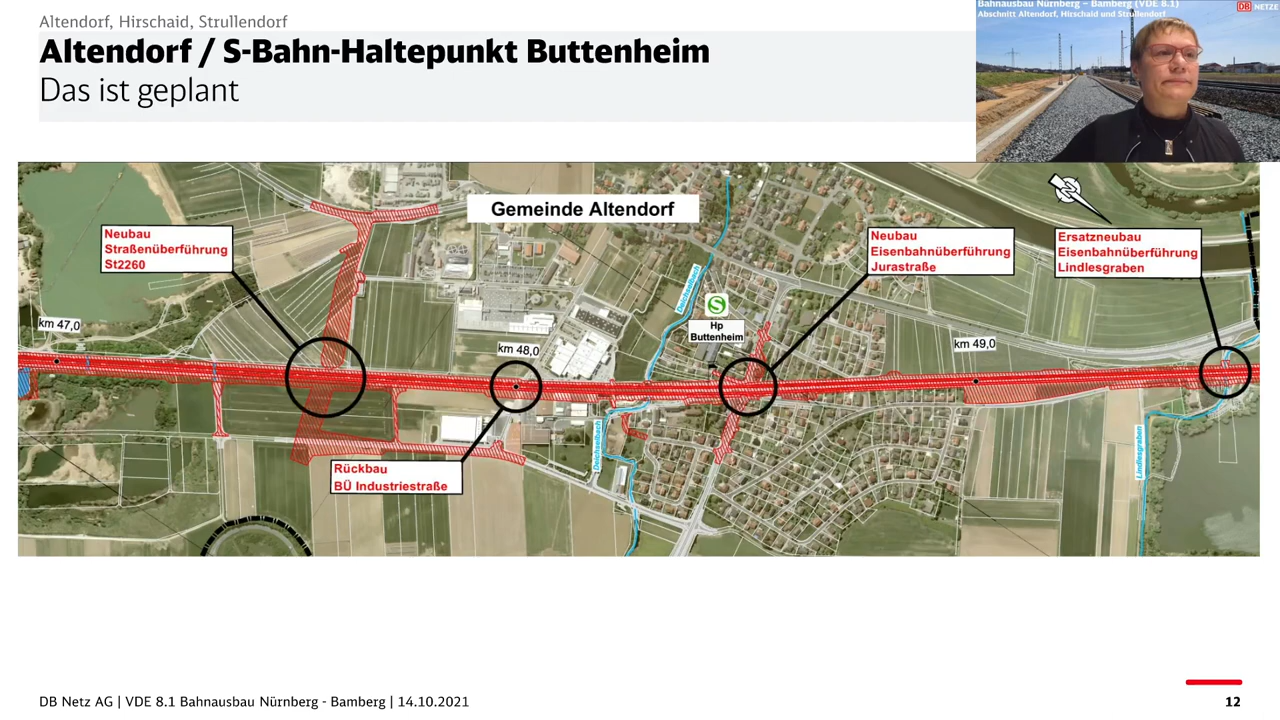 Altendorf, Hirschaid, Strullendorf
Altendorf / S-Bahn-Haltepunkt Buttenheim
Das ist geplant
Bahnausbau Nürnberg – Bamberg (VDE 8.1)
Abschnitt Altendorf, Hirschaid und Strullendorf
DB NETZE
Gemeinde Altendorf
Neubau
Straßenüberführung
St2260
Neubau
Eisenbahnüberführung
Jurastraße
Ersatzneubau
Eisenbahnüberführung
Lindlesgraben
Deichselbach
S
Hp
Buttenheim
km 47,0
km 48,0
km 49,0
Deichselbach
Lindlesgraben
Rückbau
BÜ Industriestraße
DB Netz AG | VDE 8.1 Bahnausbau Nürnberg - Bamberg | 14.10.2021
12